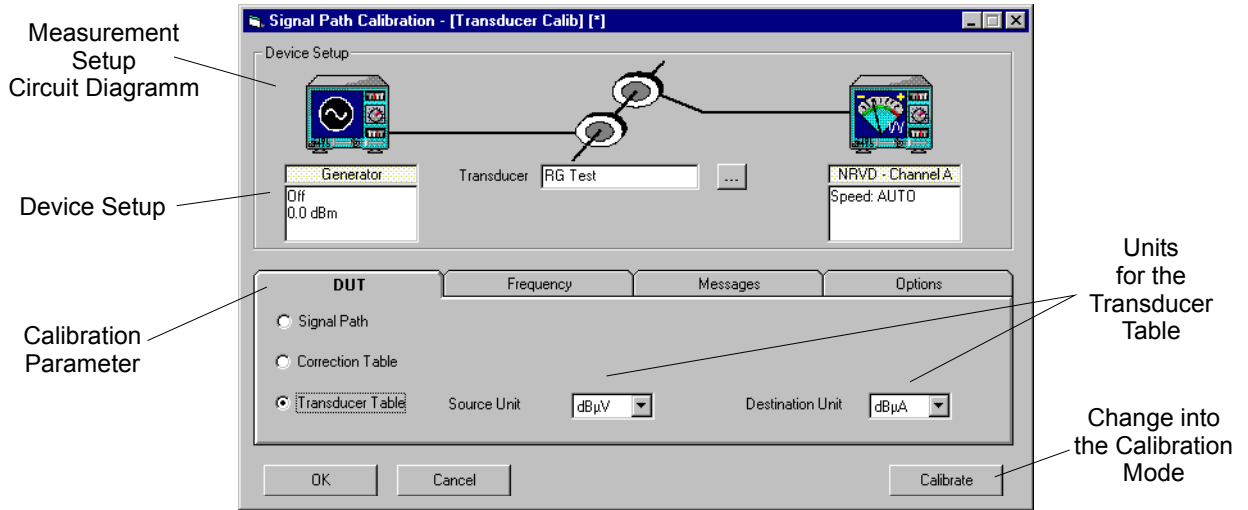 Signal Path Calibration - [Transducer Calib] [*]
Measurement
Setup
Circuit Diagramm
Device Setup
Generator
Off
0.0 dBm
Transducer RG Test ...
NRVD - Channel A
Speed: AUTO
Device Setup
Units
for the
Transducer
Table
DUT Frequency Messages Options
Signal Path
Correction Table
Transducer Table Source Unit dBµV Destination Unit dBµA
Calibration
Parameter
Change into
the Calibration
Mode
OK Cancel Calibrate